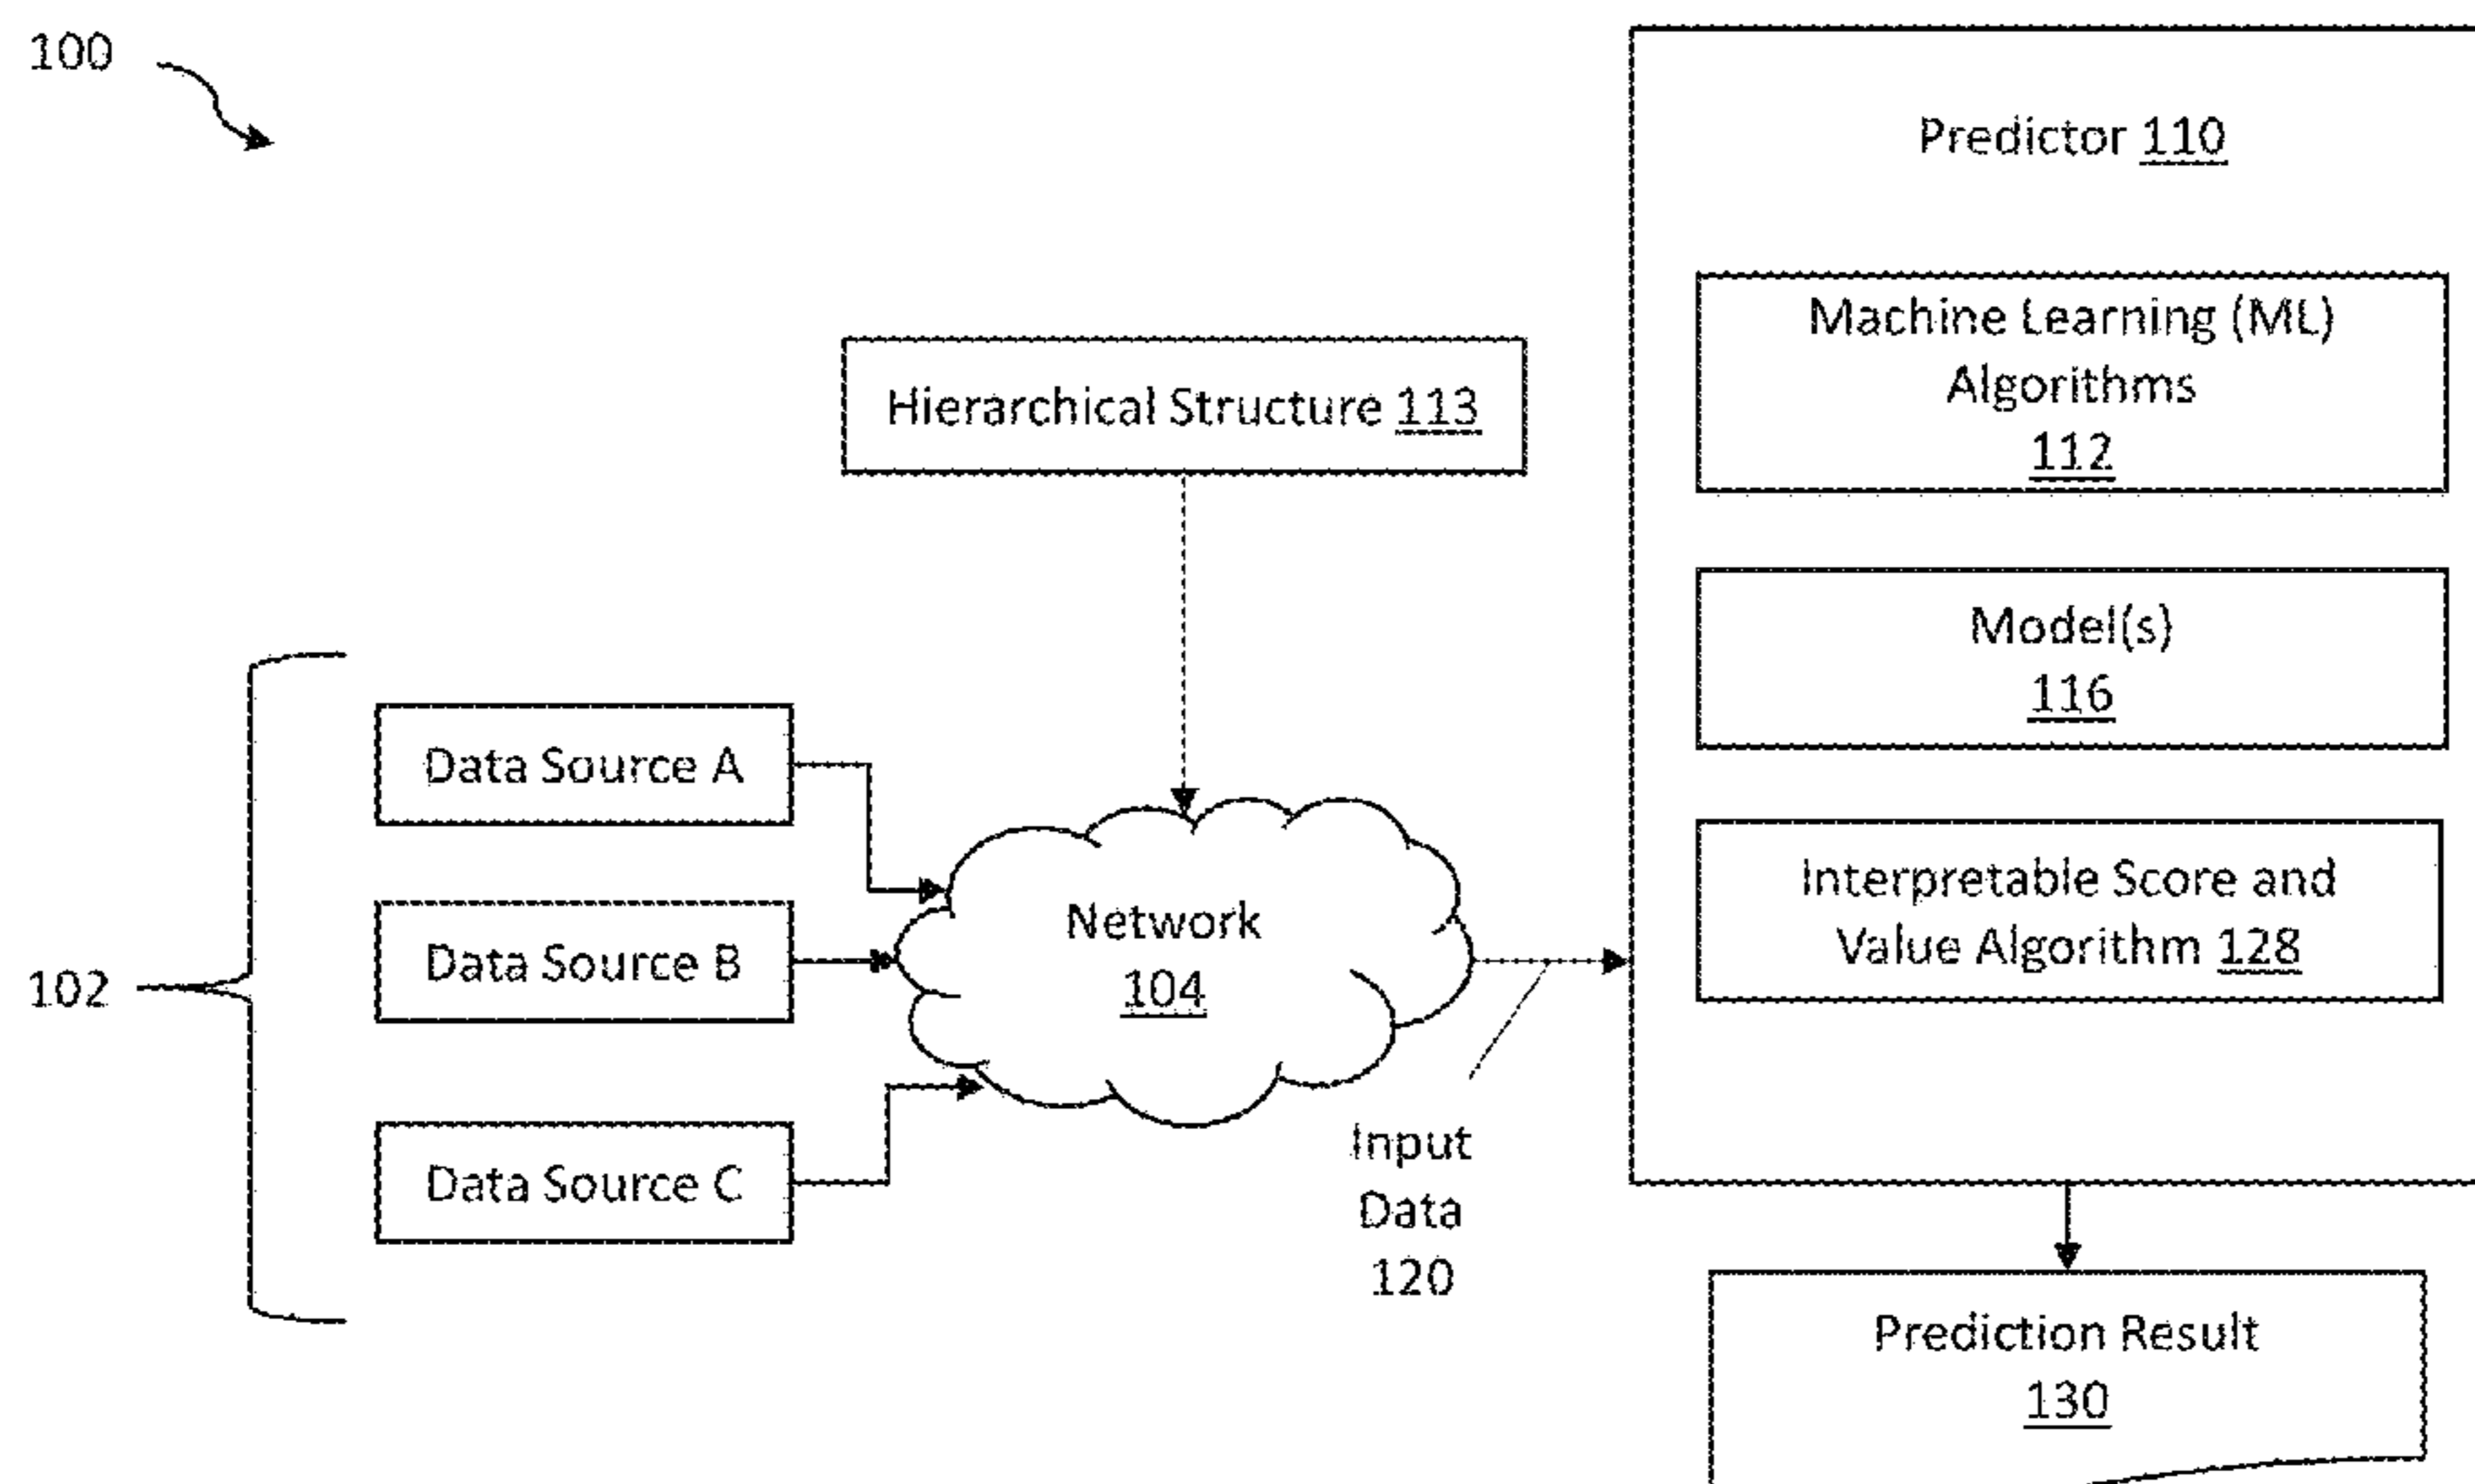 100
Predictor 110
Machine Learning (ML)
Algorithms
112
Hierarchical Structure 113
Model(s)
116
Data Source A
Interpretable Score and
Value Algorithm 128
Network
104
Data Source B
102
Input
Data
120
Data Source C
Prediction Result
130